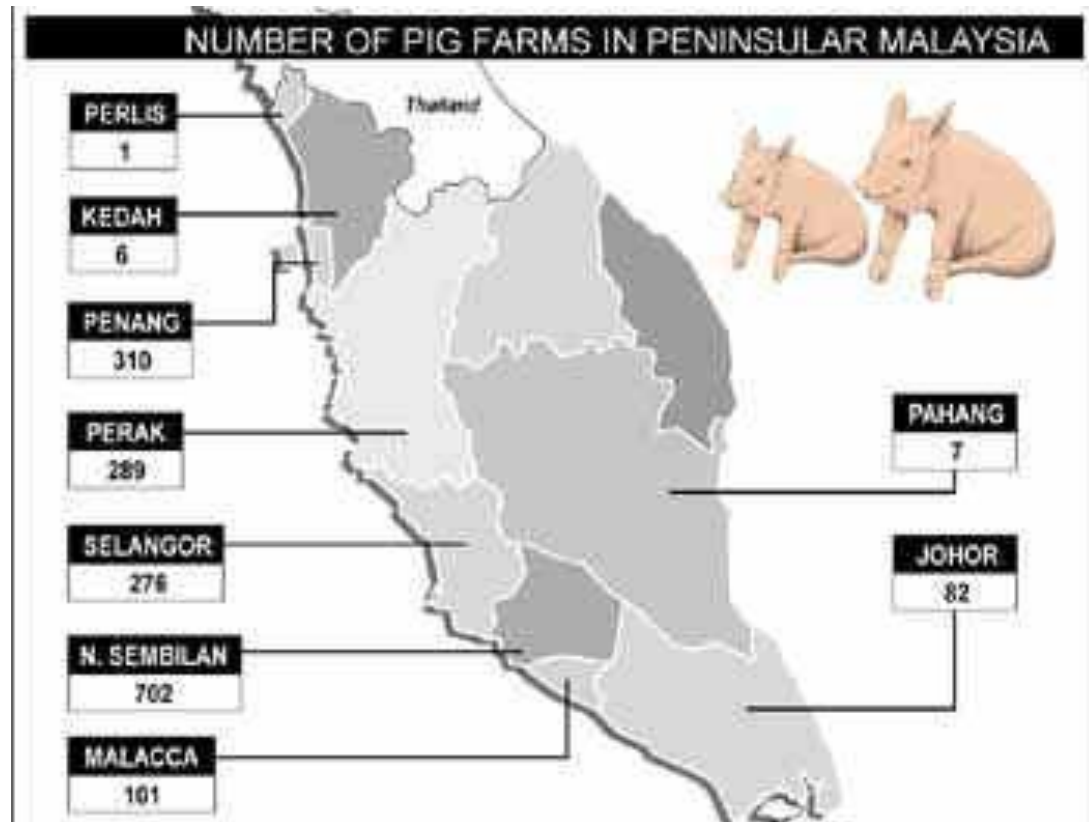 NUMBER OF PIG FARMS IN PENINSULAR MALAYSIA
Thailand
PERLIS
1
KEDAH
6
PENANG
310
PERAK
289
SELANGOR
276
N. SEMBILAN
702
MALACCA
101
PAHANG
7
JOHOR
82